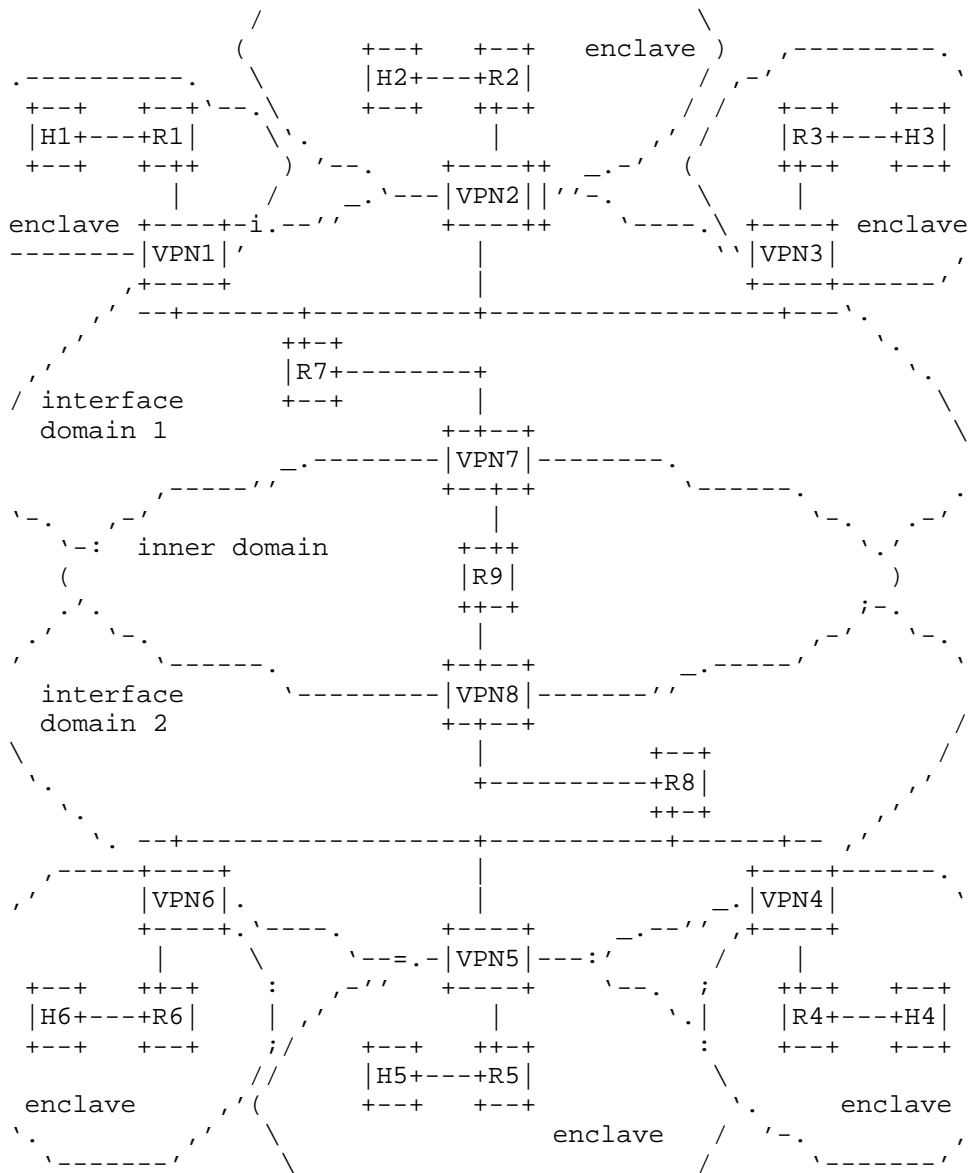 enclave
H2 R2
H1 R1 R3 H3
VPN2
enclave enclave
VPN1 VPN3
R7
interface
domain 1
VPN7
inner domain
R9
interface VPN8
domain 2
R8
VPN6 VPN4
VPN5
H6 R6 R4 H4
H5 R5
enclave enclave
enclave